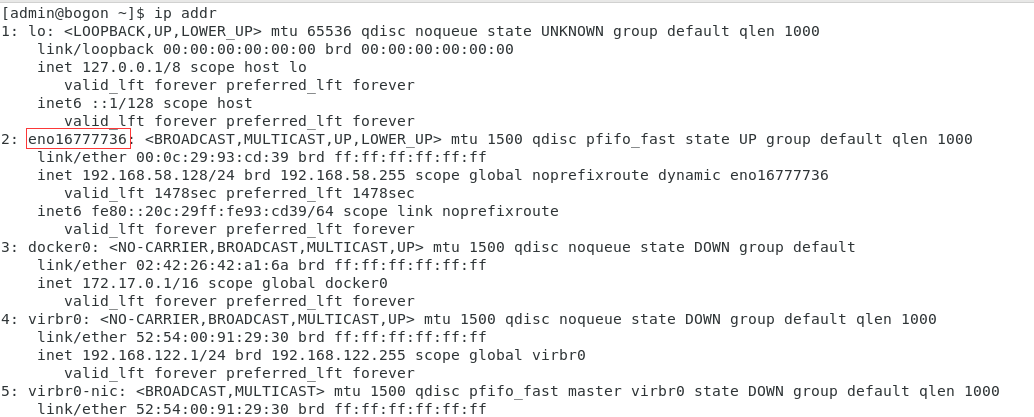 [admin@bogon ~]$ ip addr
1: lo: <LOOPBACK,UP,LOWER_UP> mtu 65536 qdisc noqueue state UNKNOWN group default qlen 1000
    link/loopback 00:00:00:00:00:00 brd 00:00:00:00:00:00
    inet 127.0.0.1/8 scope host lo
       valid_lft forever preferred_lft forever
    inet6 ::1/128 scope host
       valid_lft forever preferred_lft forever
2: eno16777736: <BROADCAST,MULTICAST,UP,LOWER_UP> mtu 1500 qdisc pfifo_fast state UP group default qlen 1000
    link/ether 00:0c:29:93:cd:39 brd ff:ff:ff:ff:ff:ff
    inet 192.168.58.128/24 brd 192.168.58.255 scope global noprefixroute dynamic eno16777736
       valid_lft 1478sec preferred_lft 1478sec
    inet6 fe80::20c:29ff:fe93:cd39/64 scope link noprefixroute
       valid_lft forever preferred_lft forever
3: docker0: <NO-CARRIER,BROADCAST,MULTICAST,UP> mtu 1500 qdisc noqueue state DOWN group default
    link/ether 02:42:26:42:a1:6a brd ff:ff:ff:ff:ff:ff
    inet 172.17.0.1/16 scope global docker0
       valid_lft forever preferred_lft forever
4: virbr0: <NO-CARRIER,BROADCAST,MULTICAST,UP> mtu 1500 qdisc noqueue state DOWN group default qlen 1000
    link/ether 52:54:00:91:29:30 brd ff:ff:ff:ff:ff:ff
    inet 192.168.122.1/24 brd 192.168.122.255 scope global virbr0
       valid_lft forever preferred_lft forever
5: virbr0-nic: <BROADCAST,MULTICAST> mtu 1500 qdisc pfifo_fast master virbr0 state DOWN group default qlen 1000
    link/ether 52:54:00:91:29:30 brd ff:ff:ff:ff:ff:ff